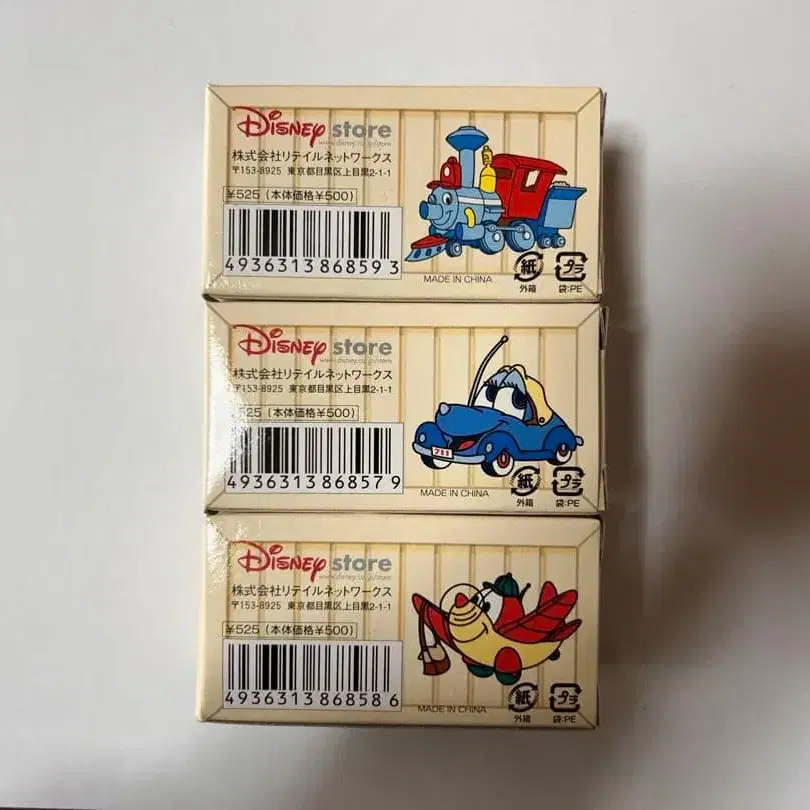 Disney store
www.disney.co.jp/store
株式会社リテイルネットワークス
〒153-8925 東京都目黒区上目黒2-1-1
¥525 (本体価格¥500)
4936313868593
MADE IN CHINA
紙
外箱
プラ
袋:PE
Disney store
www.disney.co.jp/store
株式会社リテイルネットワークス
〒153-8925 東京都目黒区上目黒2-1-1
¥525 (本体価格¥500)
4936313868579
711
MADE IN CHINA
紙
外箱
プラ
袋:PE
Disney store
www.disney.co.jp/store
株式会社リテイルネットワークス
〒153-8925 東京都目黒区上目黒2-1-1
¥525 (本体価格¥500)
4936313868586
MADE IN CHINA
紙
外箱
プラ
袋:PE